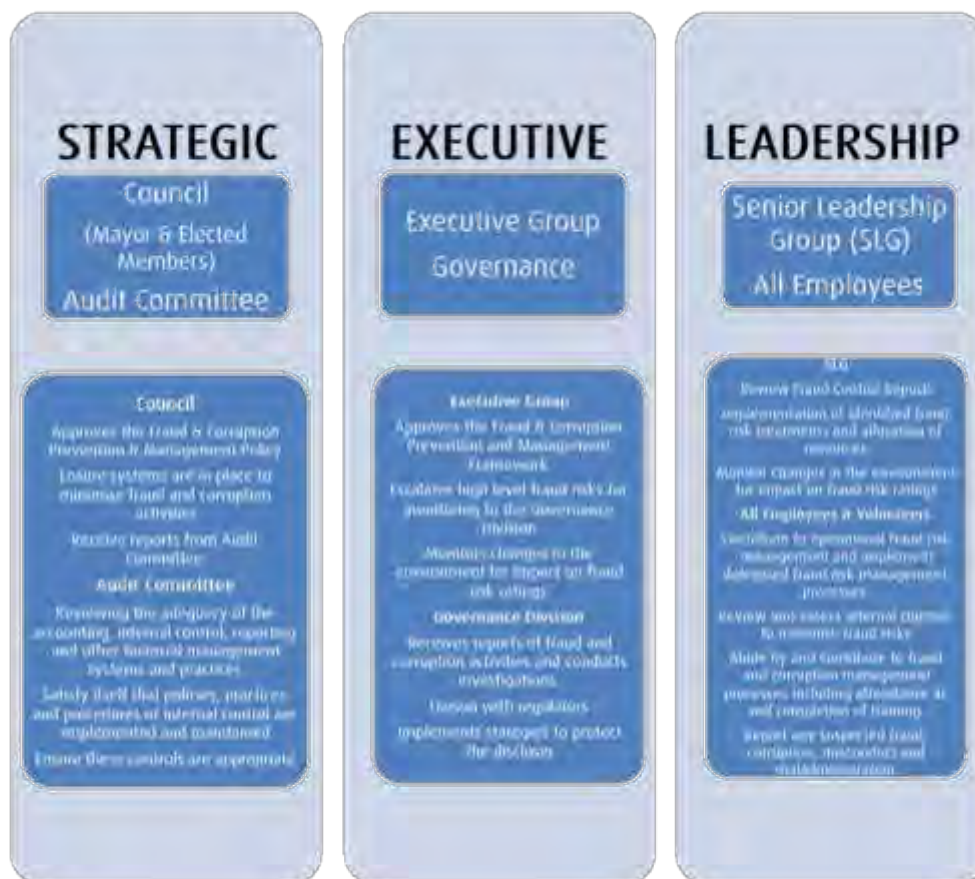 STRATEGIC
Council
(Mayor & Elected
Members)
Audit Committee
Council
Approves the Fraud & Corruption
Prevention & Management Policy
Ensure systems are in place to
minimise fraud and corruption
activities
Receive reports from Audit
Committee
Audit Committee
Reviewing the adequacy of the
accounting, internal control, reporting
and other financial management
systems and practices
Satisfy itself that policies, practices
and procedures of internal control are
implemented and maintained
Ensure these controls are appropriate
EXECUTIVE
Executive Group
Governance
Executive Group
Approves the Fraud & Corruption
Prevention and Management
Framework
Escalates high level fraud risks for
monitoring to the Governance
Division
Monitors changes to the
environment for impact on fraud
risk ratings
Governance Division
Receives reports of fraud and
corruption activities and conducts
investigations
Liaison with regulators
Implements strategies to protect
the discloser
LEADERSHIP
Senior Leadership
Group (SLG)
All Employees
SLG
Review Fraud Control Reports
Implementation of identified fraud
risk treatments and allocation of
resources
Monitor changes in the environment
for impact on fraud risk ratings
All Employees & Volunteers
Contribute to operational fraud risk
management and implement
fraud risk management
processes
Review and assess internal controls
to fraud risks
Abide by and contribute to fraud
and corruption management
processes including attendance at
and completion of training
Report any suspected fraud,
corruption, misconduct and
maladministration